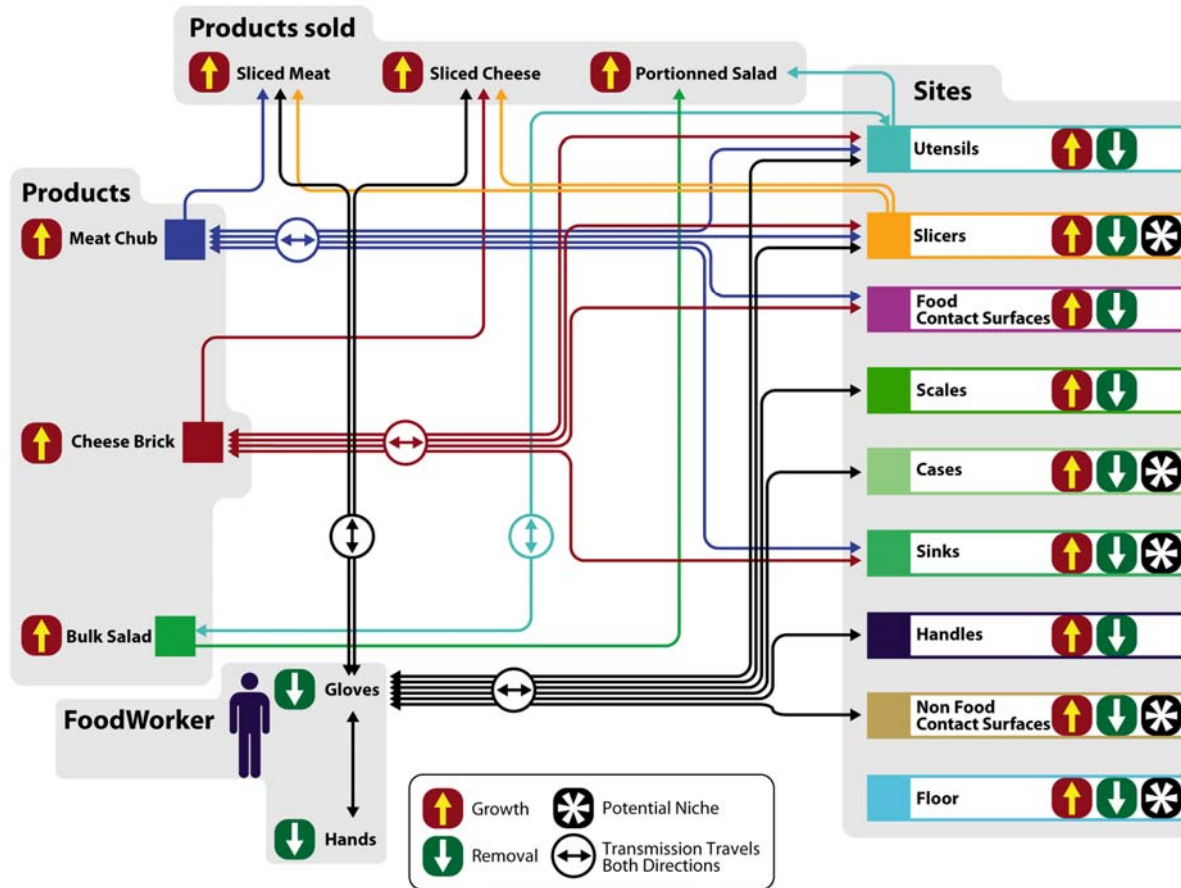 Products sold
Sliced Meat
Sliced Cheese
Portionned Salad
Sites
Utensils
Products
Meat Chub
Slicers
Food
Contact Surfaces
Scales
Cheese Brick
Cases
Sinks
Bulk Salad
Handles
Gloves
FoodWorker
Non Food
Contact Surfaces
Floor
Hands
Growth
Potential Niche
Removal
Transmission Travels
Both Directions